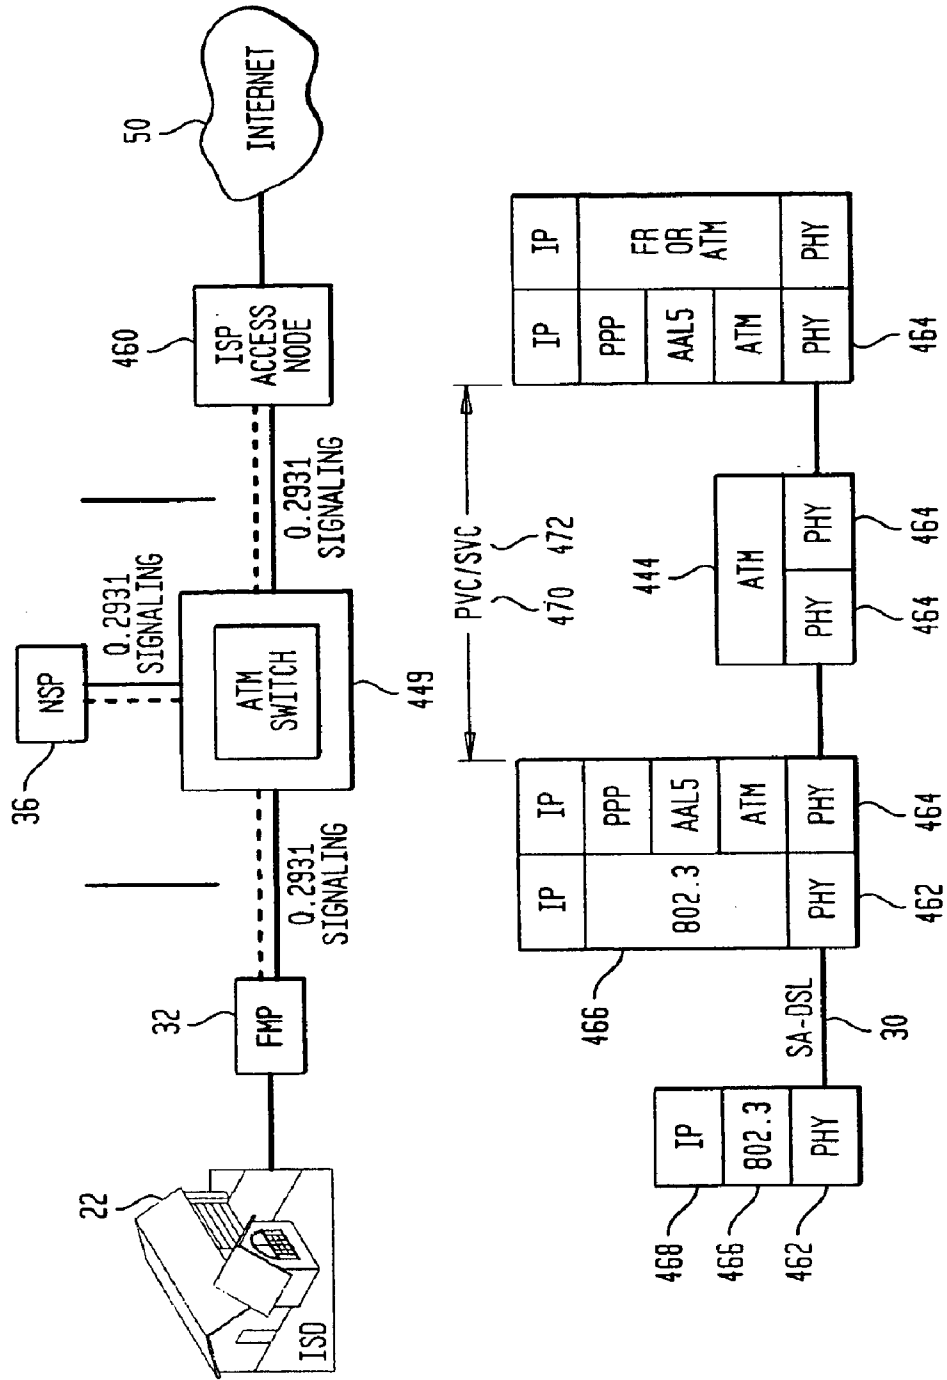 22
ISD
32
FMP
Q.2931
SIGNALING
36
NSP
Q.2931
SIGNALING
ATM
SWITCH
449
Q.2931
SIGNALING
460
ISP
ACCESS
NODE
50
INTERNET
468
466
462
IP
802.3
PHY
SA-DSL
30
466
IP
802.3
PHY
462
IP
PPP
AAL5
ATM
PHY
464
PVC/SVC
470
472
444
ATM
PHY
PHY
464
464
IP
PPP
AAL5
ATM
PHY
464
IP
FR
OR
ATM
PHY